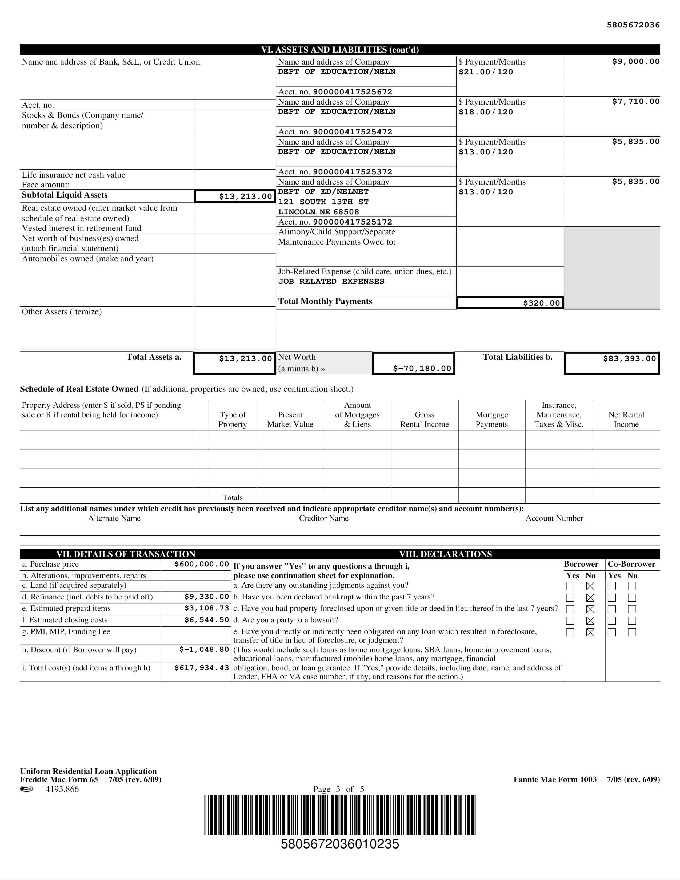 5805672036
VI. ASSETS AND LIABILITIES (cont'd)
Name and address of Bank, S&L, or Credit Union
Name and address of Company
$ Payment/Months
$9,000.00
DEPT OF EDUCATION/NELN
$21.00/120
Acct. no. 900000417525672
Acct. no.
Name and address of Company
$ Payment/Months
$7,710.00
Stocks & Bonds (Company name/
number & description)
DEPT OF EDUCATION/NELN
$18.00/120
Acct. no. 900000417525472
Name and address of Company
$ Payment/Months
$5,835.00
DEPT OF EDUCATION/NELN
$13.00/120
Acct. no. 900000417525372
Life insurance net cash value
Face amount:
Name and address of Company
$ Payment/Months
$5,835.00
Subtotal Liquid Assets
$13,213.00
DEPT OF ED/NELNET
$13.00/120
121 SOUTH 13TH ST
LINCOLN, NE 68508
Acct. no. 900000417525172
Real estate owned (enter market value from
schedule of real estate owned)
Vested interest in refirement fund
Net worth of business(es) owned
(attach financial statement)
Automobiles owned (make and year)
Alimony/Child Support/Separate
Maintenance Payments Owed to:
Job-Related Expense (child care, union dues, etc.)
JOB RELATED EXPENSES
Total Monthly Payments
$320.00
Other Assets (itemize)
Total Assets a.
$13,213.00
Net Worth
(a minus b) »
$-70,180.00
Total Liabilities b.
$83,393.00
Schedule of Real Estate Owned (If additional properties are owned, use continuation sheet.)
Property Address (enter S if sold, PS if pending
sale or R if rental being held for income)
Type of
Property
Present
Market Value
Amount
of Mortgages
& Liens
Gross
Rental Income
Mortgage
Payments
Insurance,
Maintenance,
Taxes & Misc.
Net Rental
Income
Totals
List any additional names under which credit has previously been received and indicate appropriate creditor name(s) and account number(s):
Alternate Name
Creditor Name
Account Number
VII. DETAILS OF TRANSACTION
VIII. DECLARATIONS
a. Purchase price
$600,000.00
b. Alterations, improvements, repairs
c. Land (if acquired separately)
d. Refinance (incl. debts to be paid off)
$9,330.00
e. Estimated prepaid items
$3,108.73
f. Estimated closing costs
$6,544.50
g. PMI, MIP, Funding Fee
h. Discount (if Borrower will pay)
$-1,048.80
i. Total cost(s) (add items a through h)
$617,934.43
If you answer "Yes" to any questions a through i,
please use continuation sheet for explanation.
Borrower
Co-Borrower
Yes No
Yes No
a. Are there any outstanding judgments against you?
b. Have you been declared bankrupt within the past 7 years?
c. Have you had property foreclosed upon or given title or deed in lieu thereof in the last 7 years?
d. Are you a party to a lawsuit?
e. Have you directly or indirectly been obligated on any loan which resulted in foreclosure,
transfer of title in lieu of foreclosure, or judgment?
(This would include such loans as home mortgage loans, SBA loans, home improvement loans,
educational loans, manufactured (mobile) home loans, any mortgage, financial
obligation, bond, or loan guarantee. If "Yes," provide details, including date, name, and address of
Lender, FHA or VA case number, if any, and reasons for the action.)
Uniform Residential Loan Application
Freddie Mac Form 65 7/05 (rev. 6/09)
Fannie Mae Form 1003 7/05 (rev. 6/09)
4193.866
Page 3 of 5
5805672036010235